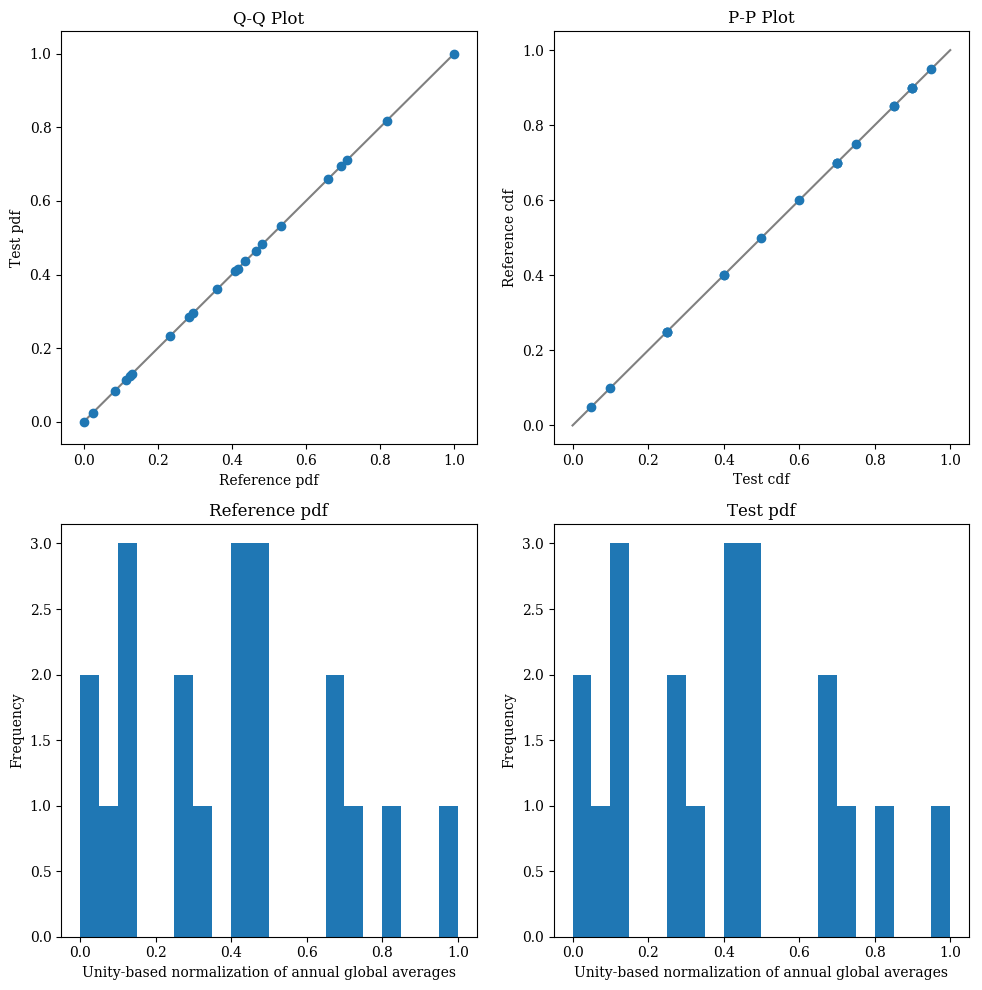 Q-Q Plot
1.0
0.8
0.6
0.4
0.2
0.0
Test pdf
0.0 0.2 0.4 0.6 0.8 1.0
Reference pdf
P-P Plot
1.0
0.8
0.6
0.4
0.2
0.0
Reference cdf
0.0 0.2 0.4 0.6 0.8 1.0
Test cdf
Reference pdf
3.0
2.5
2.0
1.5
1.0
0.5
0.0
Frequency
0.0 0.2 0.4 0.6 0.8 1.0
Unity-based normalization of annual global averages
Test pdf
3.0
2.5
2.0
1.5
1.0
0.5
0.0
Frequency
0.0 0.2 0.4 0.6 0.8 1.0
Unity-based normalization of annual global averages